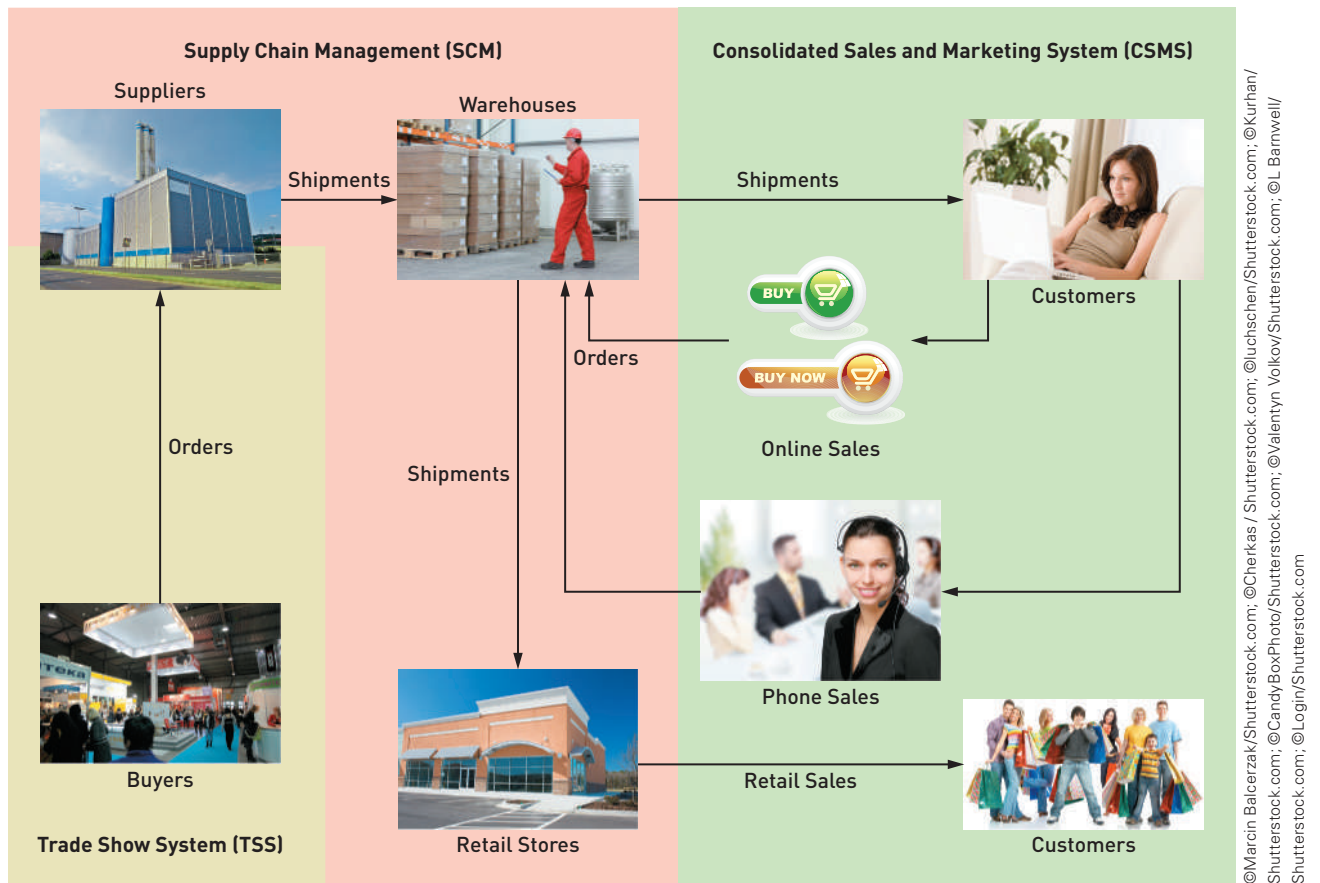 Supply Chain Management (SCM)
Consolidated Sales and Marketing System (CSMS)
Suppliers
Warehouses
Shipments
Shipments
Customers
BUY
Orders
BUY NOW
Online Sales
Orders
Shipments
Phone Sales
ТЕКА
Buyers
Retail Sales
Trade Show System (TSS)
Retail Stores
Customers
©Marcin Balcerzak/Shutterstock.com; ©Cherkas / Shutterstock.com; ©luchschen/Shutterstock.com; ©Kurhan/
Shutterstock.com; ©CandyBoxPhoto/Shutterstock.com; ©Valentyn Volkov/Shutterstock.com; ©L Barnwell/
Shutterstock.com; ©Login/Shutterstock.com